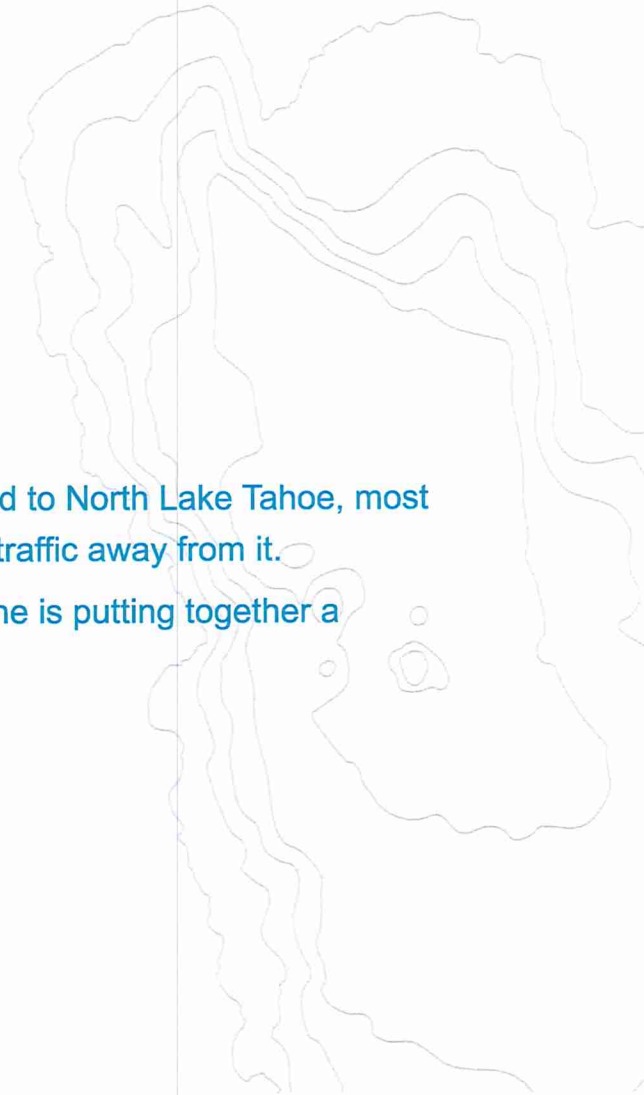 d to North Lake Tahoe, most
traffic away from it.
ne is putting together a